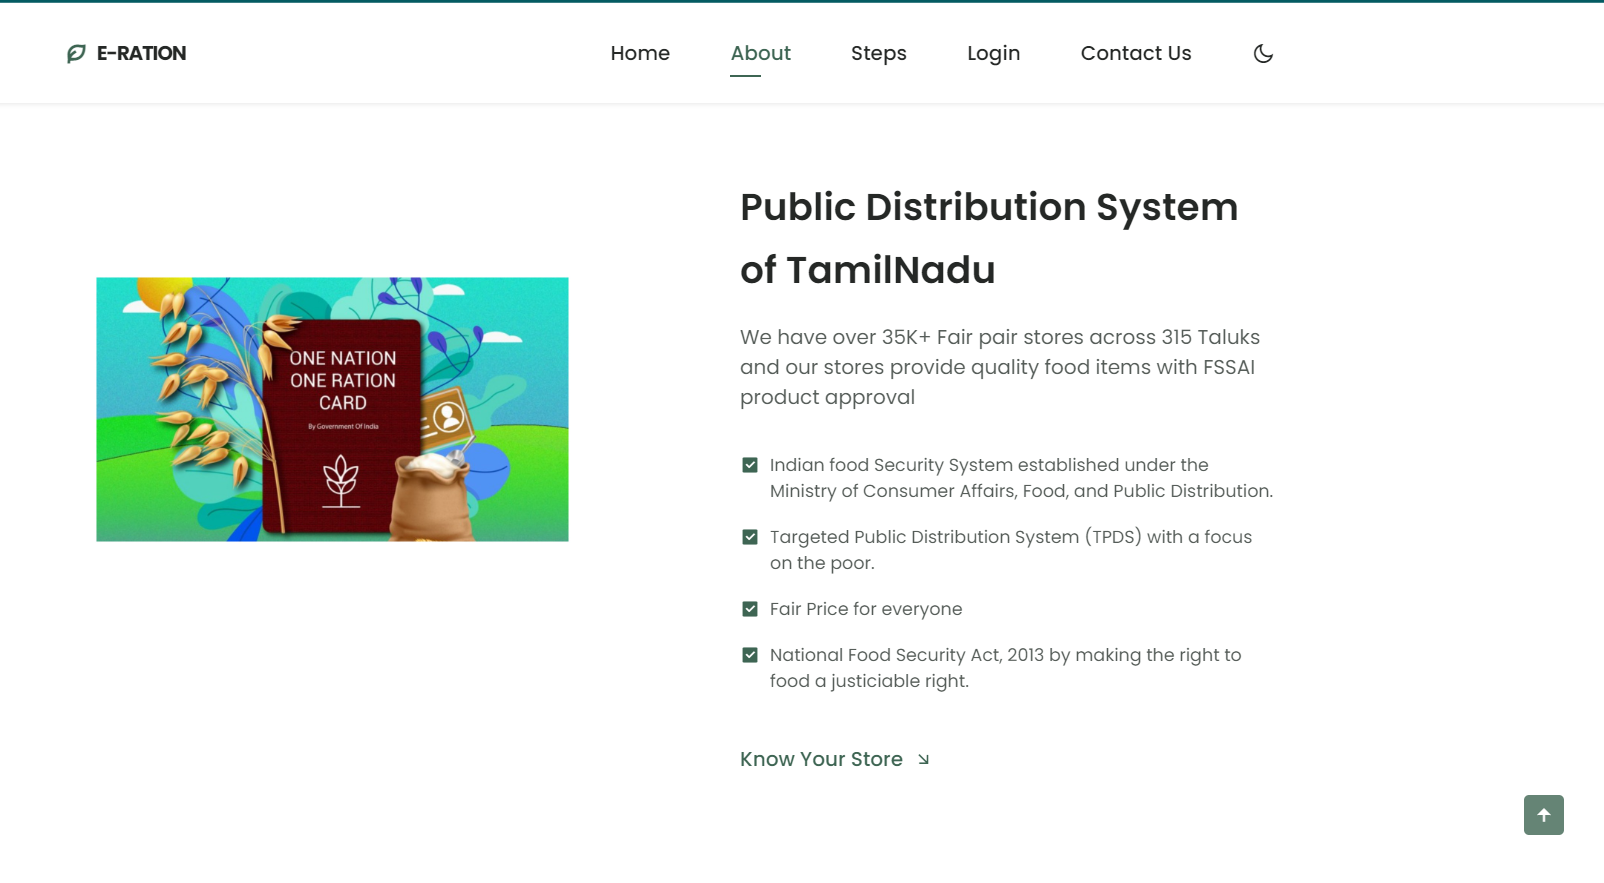 E-RATION
Home
About
Steps
Login
Contact Us
Public Distribution System
of TamilNadu
We have over 35K+ Fair pair stores across 315 Taluks
and our stores provide quality food items with FSSAI
product approval
ONE NATION
ONE RATION
CARD
By Government Of India
Indian food Security System established under the
Ministry of Consumer Affairs, Food, and Public Distribution.
Targeted Public Distribution System (TPDS) with a focus
on the poor.
Fair Price for everyone
National Food Security Act, 2013 by making the right to
food a justiciable right.
Know Your Store